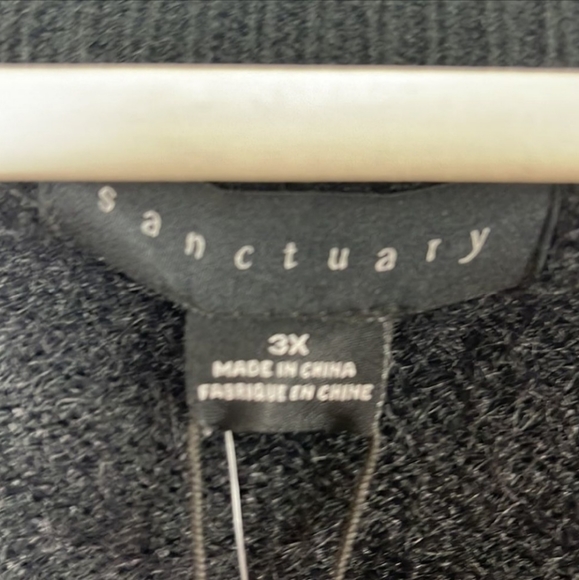 sanctuary
3X
MADE IN CHINA
FABRIQUE EN CHINE